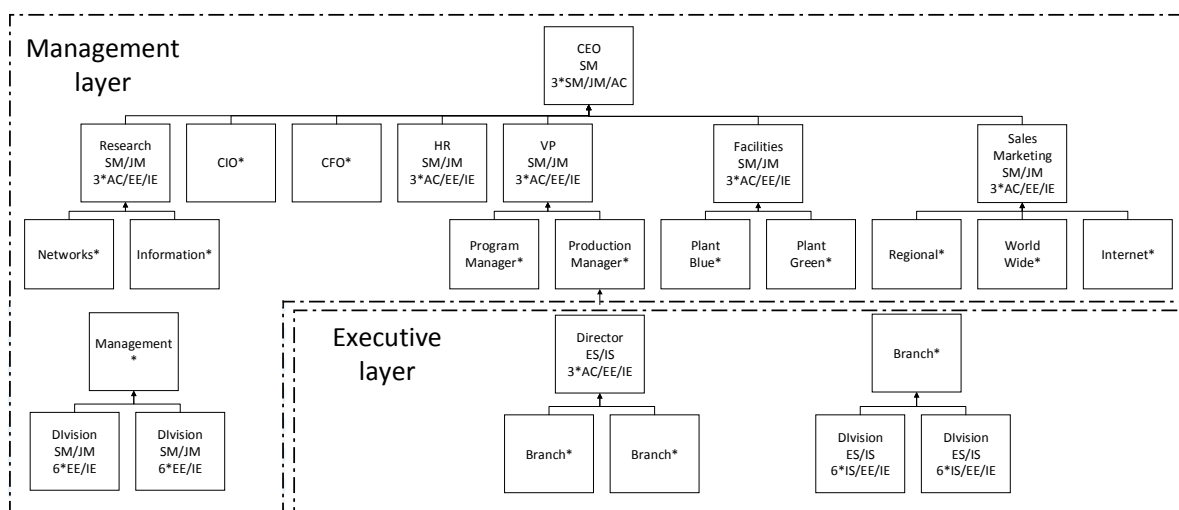 Management
layer
CEO
SM
3*SM/JM/AC
Research
SM/JM
3*AC/EE/IE
CIO*
CFO*
HR
SM/JM
3*AC/EE/IE
VP
SM/JM
3*AC/EE/IE
Facilities
SM/JM
3*AC/EE/IE
Sales
Marketing
SM/JM
3*AC/EE/IE
Networks*
Information*
Program
Manager*
Production
Manager*
Plant
Blue*
Plant
Green*
Regional*
World
Wide*
Internet*
Management
*
DIvision
SM/JM
6*EE/IE
DIvision
SM/JM
6*EE/IE
Executive
layer
Director
ES/IS
3*AC/EE/IE
Branch*
Branch*
Branch*
DIvision
ES/IS
6*IS/EE/IE
DIvision
ES/IS
6*IS/EE/IE